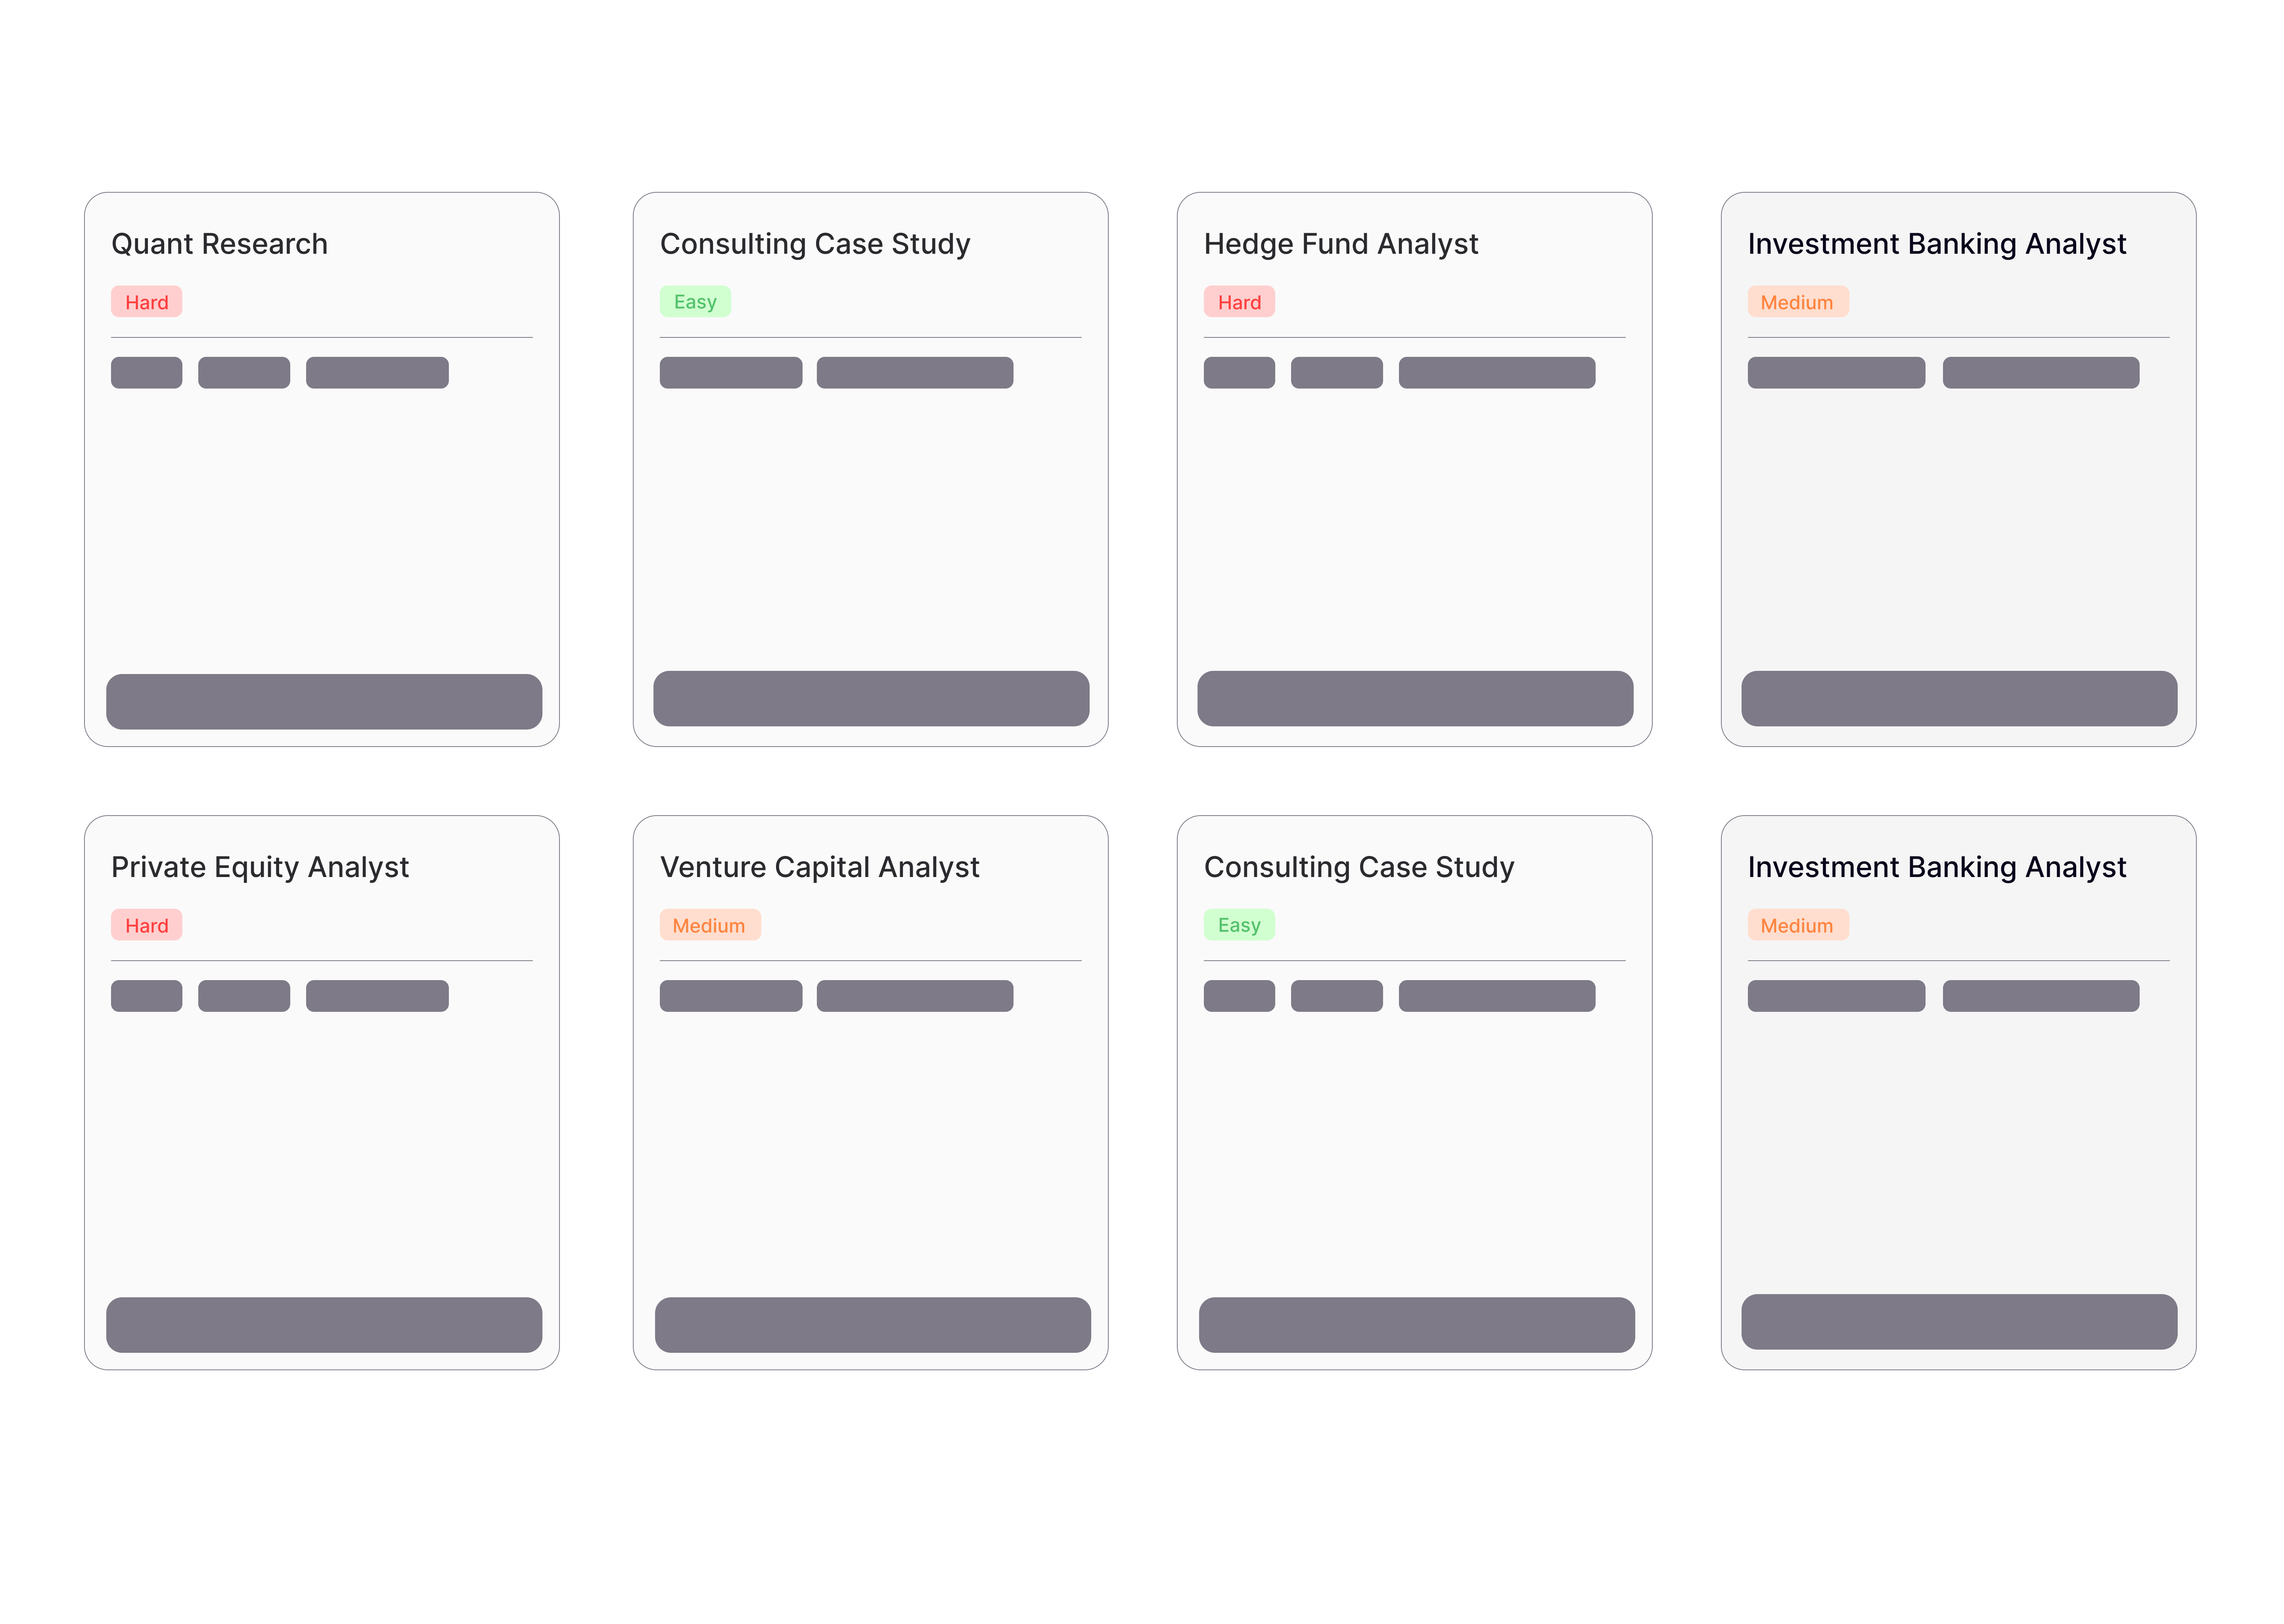 Quant Research
Hard
Consulting Case Study
Easy
Hedge Fund Analyst
Hard
Investment Banking Analyst
Medium
Private Equity Analyst
Hard
Venture Capital Analyst
Medium
Consulting Case Study
Easy
Investment Banking Analyst
Medium